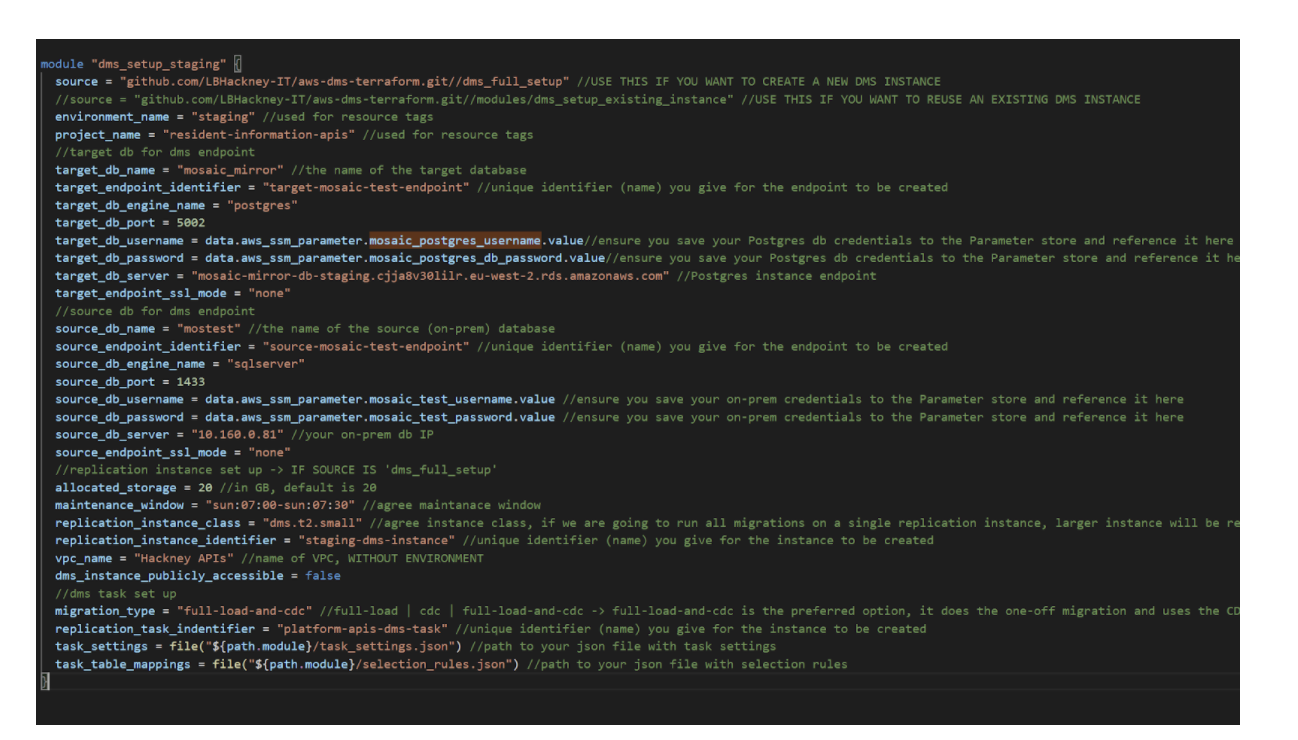 module "dms_setup_staging" {
source = "github.com/LBHackney-IT/aws-dms-terraform.git//dms_full_setup" //USE THIS IF YOU WANT TO CREATE A NEW DMS INSTANCE
//source = "github.com/LBHackney-IT/aws-dms-terraform.git//modules/dms_setup_existing_instance" //USE THIS IF YOU WANT TO REUSE AN EXISTING DMS INSTANCE
environment_name = "staging" //used for resource tags
project_name = "resident-information-apis" //used for resource tags
//target db for dms endpoint
target_db_name = "mosaic_mirror" //the name of the target database
target_endpoint_identifier = "target-mosaic-test-endpoint" //unique identifier (name) you give for the endpoint to be created
target_db_engine_name = "postgres"
target_db_port = 5002
target_db_username = data.aws_ssm_parameter.mosaic_postgres_username.value//ensure you save your Postgres db credentials to the Parameter store and reference it here
target_db_password = data.aws_ssm_parameter.mosaic_postgres_db_password.value//ensure you save your Postgres db credentials to the Parameter store and reference it he
target_db_server = "mosaic-mirror-db-staging.cjja8v30lilr.eu-west-2.rds.amazonaws.com" //Postgres instance endpoint
target_endpoint_ssl_mode = "none"
//source db for dms endpoint
source_db_name = "mostest" //the name of the source (on-prem) database
source_endpoint_identifier = "source-mosaic-test-endpoint" //unique identifier (name) you give for the endpoint to be created
source_db_engine_name = "sqlserver"
source_db_port = 1433
source_db_username = data.aws_ssm_parameter.mosaic_test_username.value //ensure you save your on-prem credentials to the Parameter store and reference it here
source_db_password = data.aws_ssm_parameter.mosaic_test_password.value //ensure you save your on-prem credentials to the Parameter store and reference it here
source_db_server = "10.160.0.81" //your on-prem db IP
source_endpoint_ssl_mode = "none"
//replication instance set up -> IF SOURCE IS 'dms_full_setup'
allocated_storage = 20 //in GB, default is 20
maintenance_window = "sun:07:00-sun:07:30" //agree maintanace window
replication_instance_class = "dms.t2.small" //agree instance class, if we are going to run all migrations on a single replication instance, larger instance will be re
replication_instance_identifier = "staging-dms-instance" //unique identifier (name) you give for the instance to be created
vpc_name = "Hackney APIs" //name of VPC, WITHOUT ENVIRONMENT
dms_instance_publicly_accessible = false
//dms task set up
migration_type = "full-load-and-cdc" //full-load | cdc | full-load-and-cdc -> full-load-and-cdc is the preferred option, it does the one-off migration and uses the CD
replication_task_indentifier = "platform-apis-dms-task" //unique identifier (name) you give for the instance to be created
task_settings = file("${path.module}/task_settings.json") //path to your json file with task settings
task_table_mappings = file("${path.module}/selection_rules.json") //path to your json file with selection rules
}